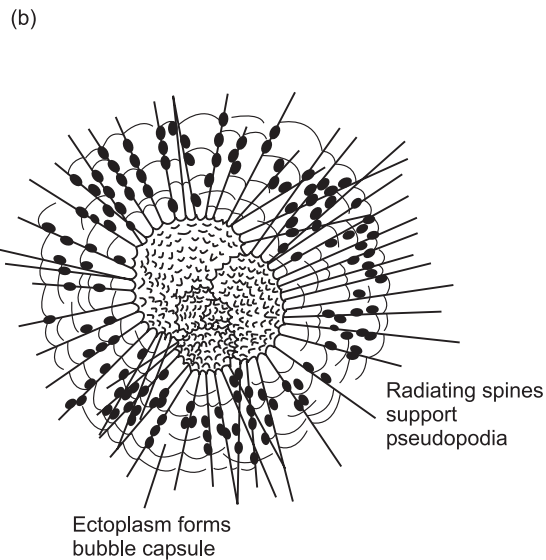 (b)
Radiating spines
support
pseudopodia
Ectoplasm forms
bubble capsule